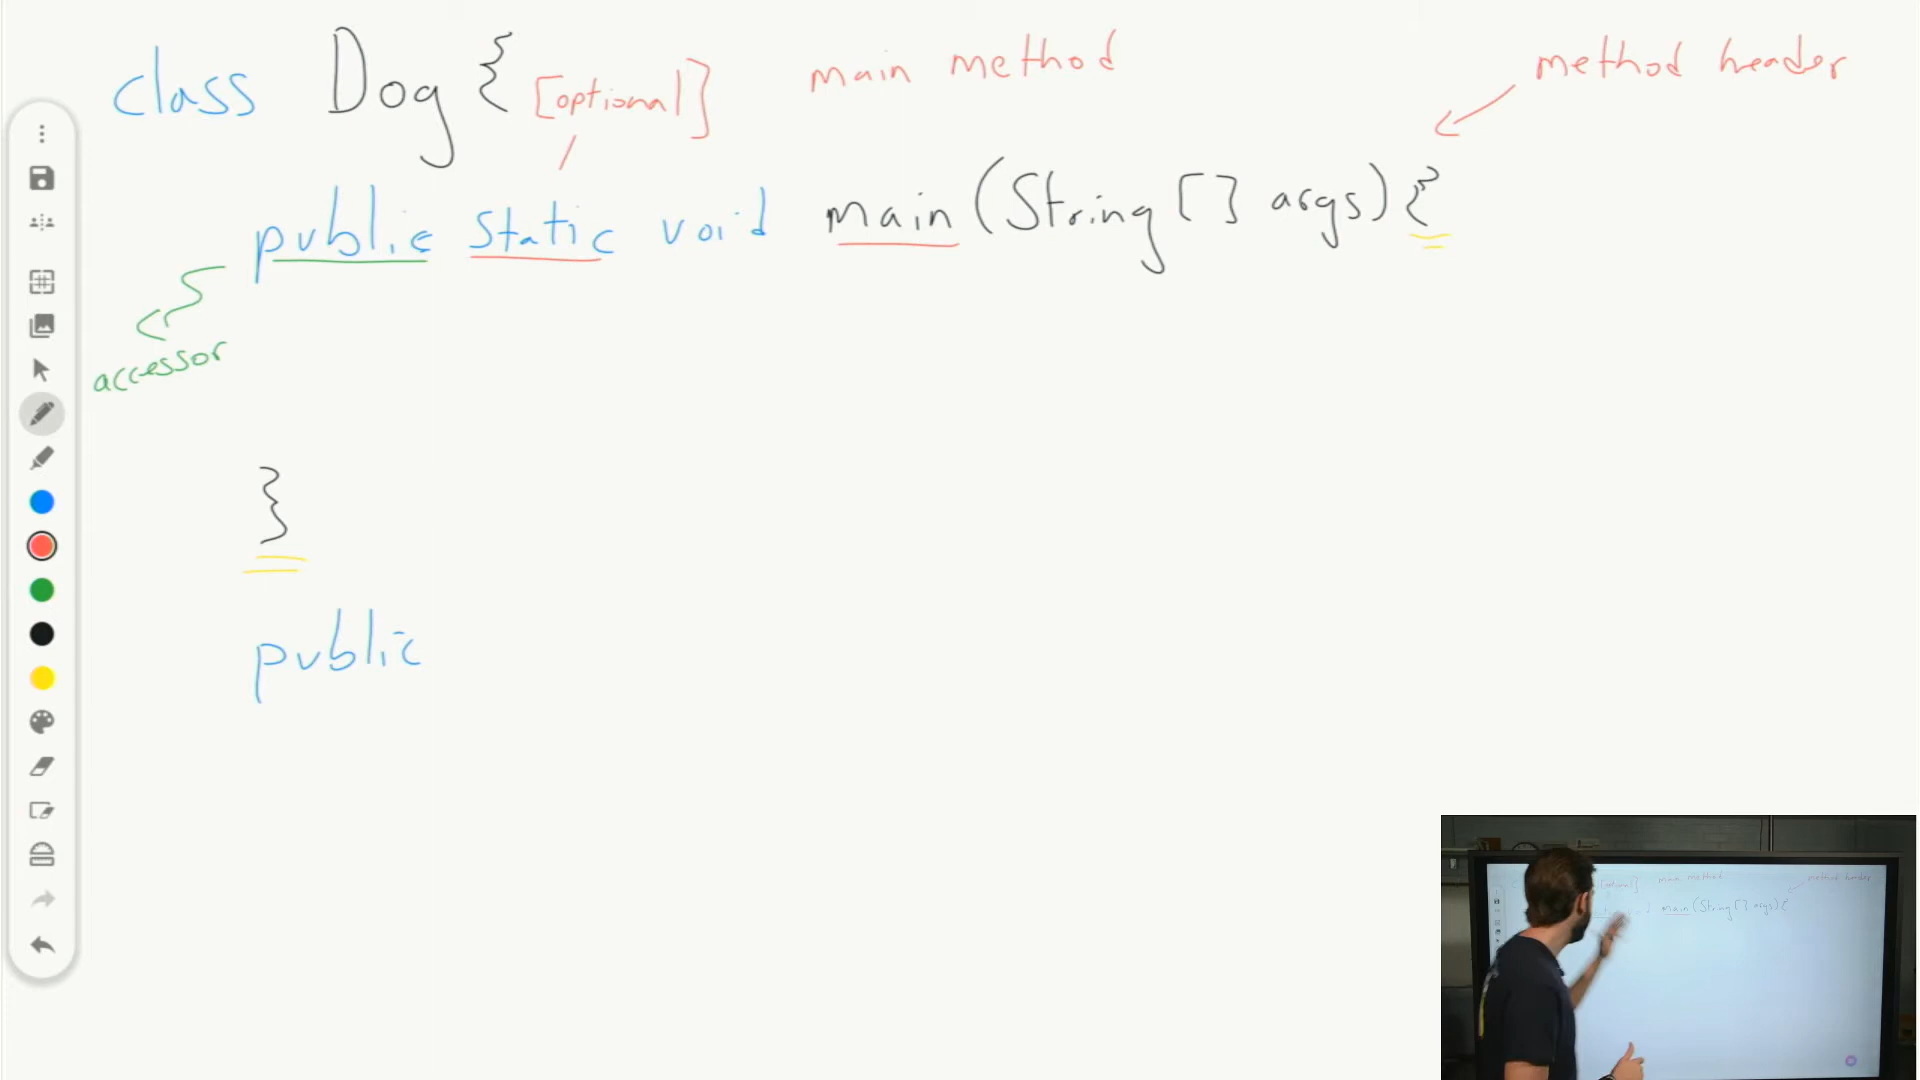 class Dog {
[optional]
main method
method header
public static void main (String [] args) {
accessor
}
public